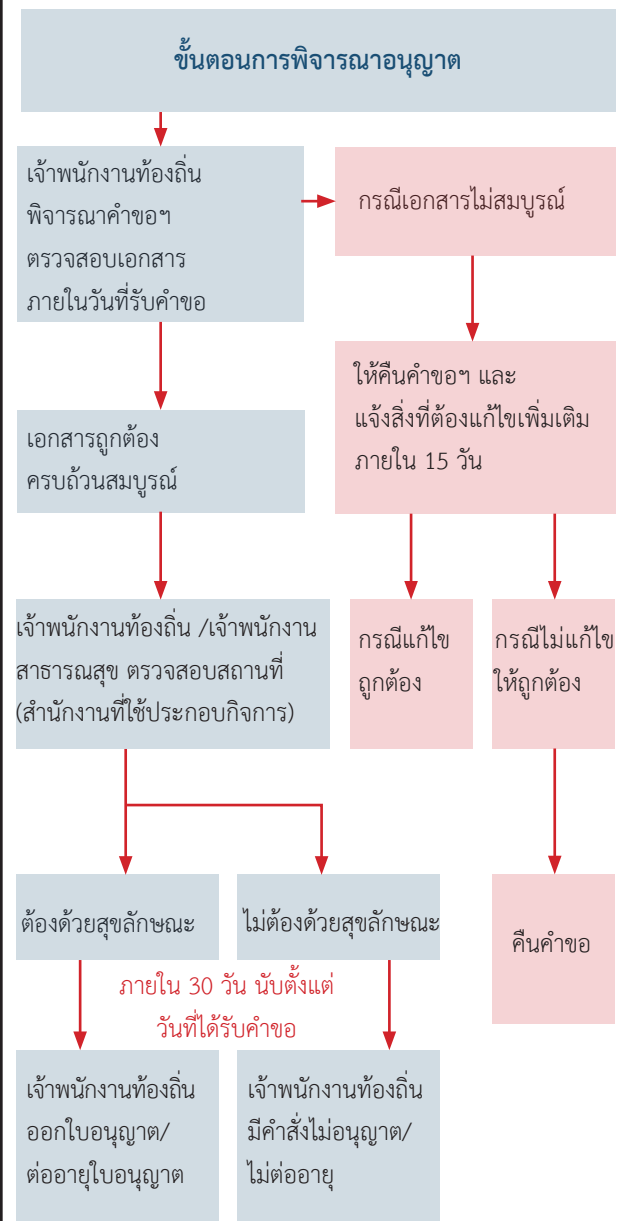 ขั้นตอนการพิจารณาอนุญาต
เจ้าพนักงานท้องถิ่น
พิจารณาคำขอฯ
ตรวจสอบเอกสาร
ภายในวันที่รับคำขอ
กรณีเอกสารไม่สมบูรณ์
ให้คืนคำขอฯ และ
แจ้งสิ่งที่ต้องแก้ไขเพิ่มเติม
ภายใน 15 วัน
เอกสารถูกต้อง
ครบถ้วนสมบูรณ์
เจ้าพนักงานท้องถิ่น /เจ้าพนักงาน
สาธารณสุข ตรวจสอบสถานที่
(สำนักงานที่ใช้ประกอบกิจการ)
กรณีแก้ไข
ถูกต้อง
กรณีไม่แก้ไข
ให้ถูกต้อง
ต้องด้วยสุขลักษณะ
ไม่ต้องด้วยสุขลักษณะ
คืนคำขอ
ภายใน 30 วัน นับตั้งแต่
วันที่ได้รับคำขอ
เจ้าพนักงานท้องถิ่น
ออกใบอนุญาต/
ต่ออายุใบอนุญาต
เจ้าพนักงานท้องถิ่น
มีคำสั่งไม่อนุญาต/
ไม่ต่ออายุ